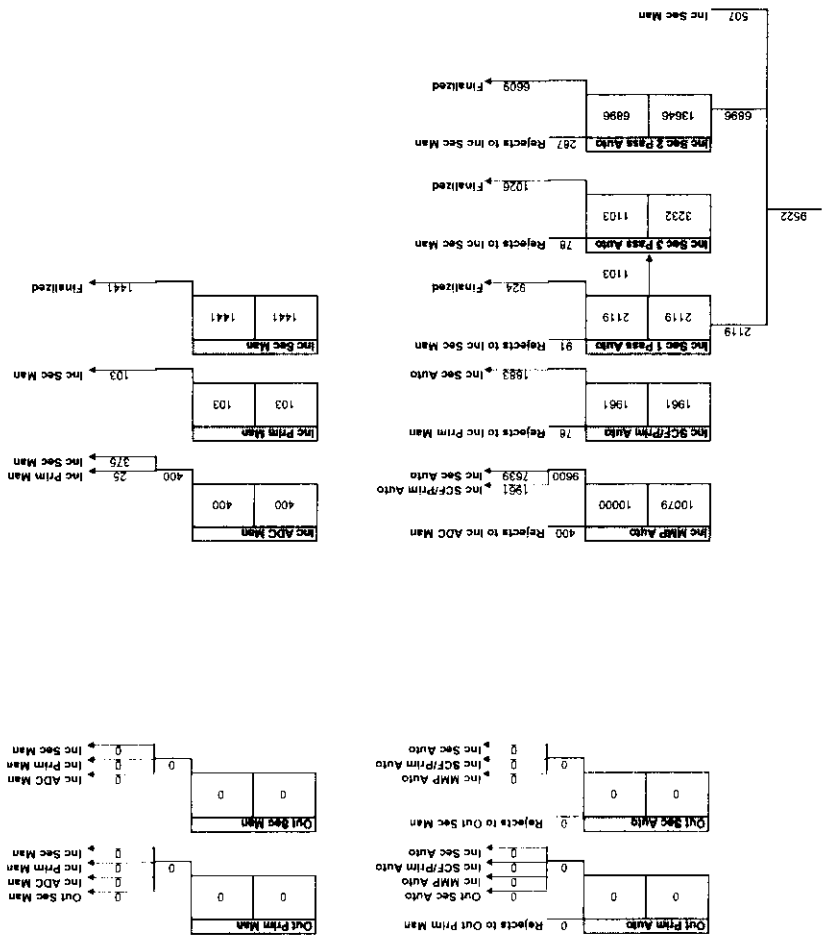 Out Prim Auto 0 Rejects to Out Prim Man
0 0
0
0 Out Sec Auto
0 Inc MMP Auto
0 Inc SCF/Prim Auto
0 Inc Sec Auto
Out Prim Man
0 0
0
0 Out Sec Man
0 Inc ADC Man
0 Inc Prim Man
0 Inc Sec Man
Out Sec Auto 0 Rejects to Out Sec Man
0 0
0
0 Inc MMP Auto
0 Inc SCF/Prim Auto
0 Inc Sec Auto
Out Sec Man
0 0
0
0 Inc ADC Man
0 Inc Prim Man
0 Inc Sec Man
Inc MMP Auto 400 Rejects to Inc ADC Man
10079 10000
9600
1961 Inc SCF/Prim Auto
7639 Inc Sec Auto
Inc ADC Man
400 400
400
25 Inc Prim Man
375 Inc Sec Man
Inc SCF/Prim Auto 78 Rejects to Inc Prim Man
1961 1961
1883 Inc Sec Auto
Inc Prim Man
103 103
103 Inc Sec Man
2119
Inc Sec 1 Pass Auto 91 Rejects to Inc Sec Man
2119 2119
924 Finalized
1103
Inc Sec Man
1441 1441
1441 Finalized
9522
Inc Sec 3 Pass Auto 78 Rejects to Inc Sec Man
3232 1103
1026 Finalized
6896
Inc Sec 2 Pass Auto 287 Rejects to Inc Sec Man
13646 6896
6609 Finalized
507 Inc Sec Man